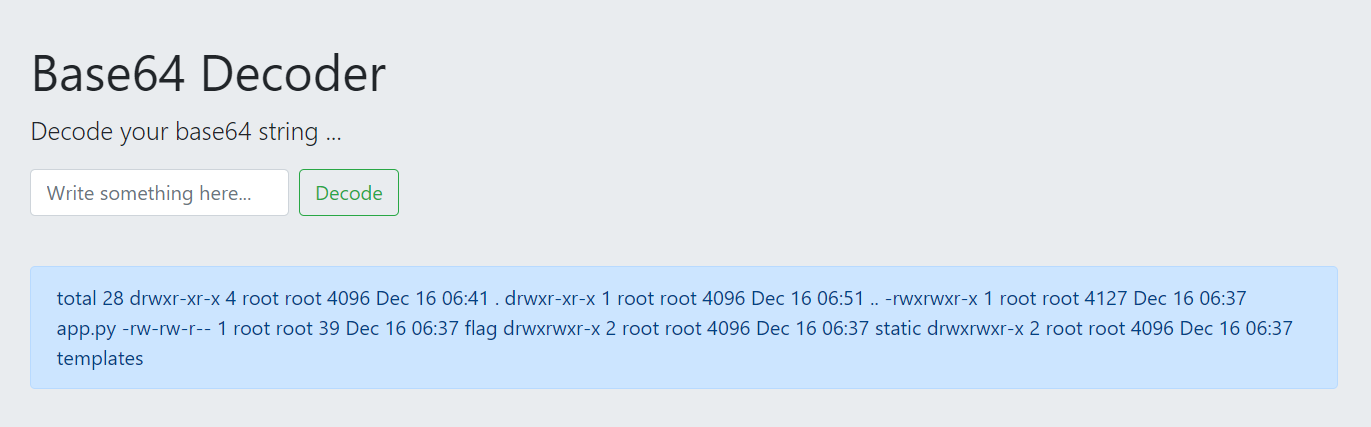 Base64 Decoder
Decode your base64 string ...
Write something here... Decode
total 28 drwxr-xr-x 4 root root 4096 Dec 16 06:41 . drwxr-xr-x 1 root root 4096 Dec 16 06:51 .. -rwxrwxr-x 1 root root 4127 Dec 16 06:37
app.py -rw-rw-r-- 1 root root 39 Dec 16 06:37 flag drwxrwxr-x 2 root root 4096 Dec 16 06:37 static drwxrwxr-x 2 root root 4096 Dec 16 06:37
templates